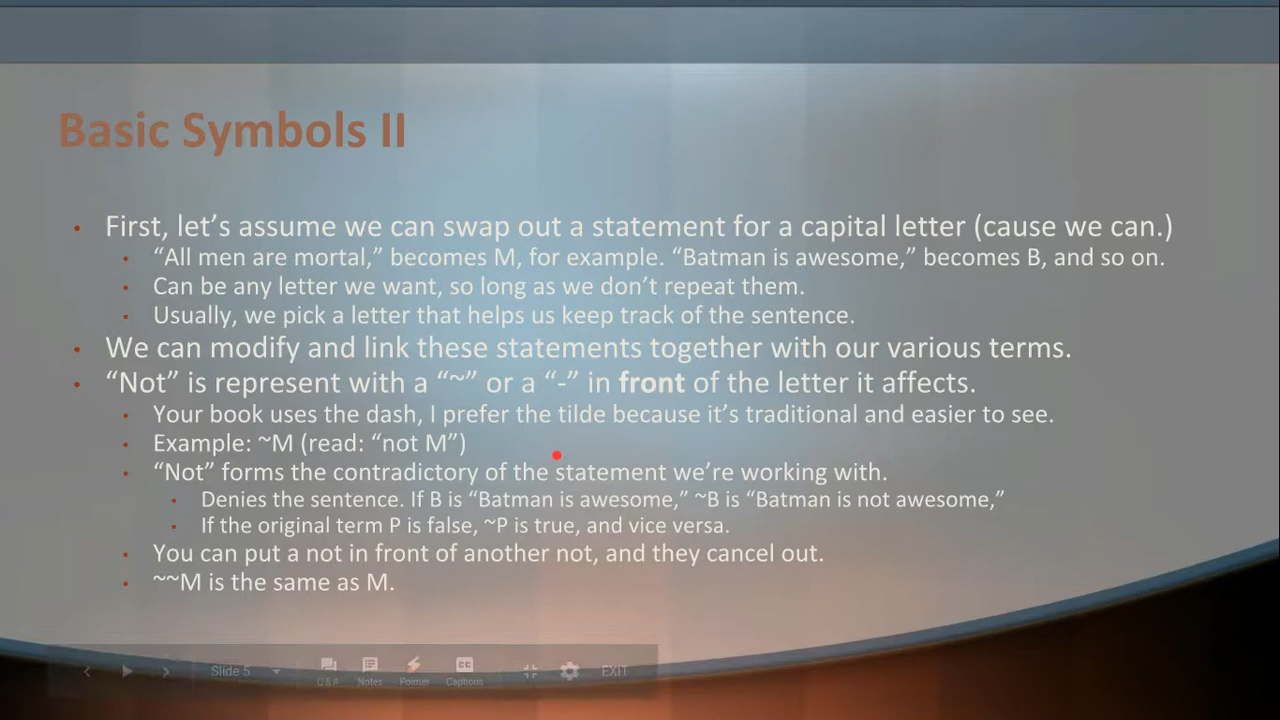 Basic Symbols II
• First, let’s assume we can swap out a statement for a capital letter (cause we can.)
• “All men are mortal,” becomes M, for example. “Batman is awesome,” becomes B, and so on.
• Can be any letter we want, so long as we don’t repeat them.
• Usually, we pick a letter that helps us keep track of the sentence.
• We can modify and link these statements together with our various terms.
• “Not” is represent with a “~” or a “-” in front of the letter it affects.
• Your book uses the dash, I prefer the tilde because it’s traditional and easier to see.
• Example: ~M (read: “not M”)
• “Not” forms the contradictory of the statement we’re working with.
• Denies the sentence. If B is “Batman is awesome,” ~B is “Batman is not awesome,”
• If the original term P is false, ~P is true, and vice versa.
• You can put a not in front of another not, and they cancel out.
• ~~M is the same as M.
Slide 5 Q&A Notes Pointer Captions EXIT